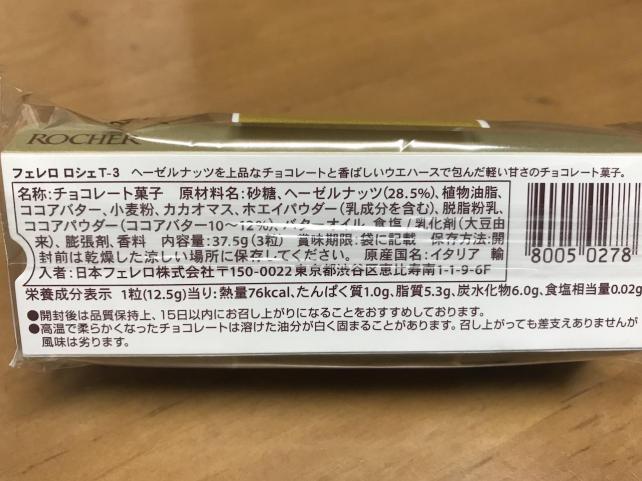 ROCHER
フェレロ ロシェT-3 ヘーゼルナッツを上品なチョコレートと香ばしいウエハースで包んだ軽い甘さのチョコレート菓子。
名称:チョコレート菓子 原材料名:砂糖、ヘーゼルナッツ(28.5%)、植物油脂、
ココアバター、小麦粉、カカオマス、ホエイパウダー(乳成分を含む)、脱脂粉乳、
ココアパウダー(ココアバター10~12%)、バターオイル、食塩/乳化剤(大豆由
来)、膨張剤、香料 内容量:37.5g(3粒) 賞味期限:袋に記載 保存方法:開
封前は乾燥した涼しい場所に保存してください。 原産国名:イタリア 輸
入者:日本フェレロ株式会社〒150-0022東京都渋谷区恵比寿南1-1-9-6F
8005 0278
栄養成分表示 1粒(12.5g)当り:熱量76kcal、たんぱく質1.0g、脂質5.3g、炭水化物6.0g、食塩相当量0.02g
●開封後は品質保持上、15日以内にお召し上がりになることをおすすめしております。
●高温で柔らかくなったチョコレートは溶けた油分が白く固まることがあります。召し上がっても差支えありませんが
風味は劣ります。